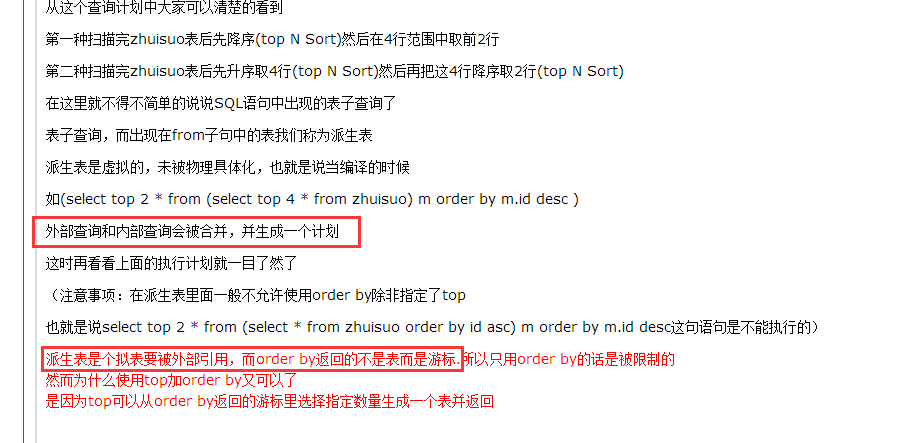 从这个查询计划中大家可以清楚的看到
第一种扫描完zhuisuo表后先降序(top N Sort)然后在4行范围中取前2行
第二种扫描完zhuisuo表后先升序取4行(top N Sort)然后再把这4行降序取2行(top N Sort)
在这里就不得不简单的说说SQL语句中出现的表子查询了
表子查询，而出现在from子句中的表我们称为派生表
派生表是虚拟的，未被物理具体化，也就是说当编译的时候
如(select top 2 * from (select top 4 * from zhuisuo) m order by m.id desc )
外部查询和内部查询会被合并，并生成一个计划
这时再看看上面的执行计划就一目了然了
（注意事项：在派生表里面一般不允许使用order by除非指定了top
也就是说select top 2 * from (select * from zhuisuo order by id asc) m order by m.id desc这句语句是不能执行的）
派生表是个拟表要被外部引用，而order by返回的不是表而是游标.所以只用order by的话是被限制的
然而为什么使用top加order by又可以了
是因为top可以从order by返回的游标里选择指定数量生成一个表并返回